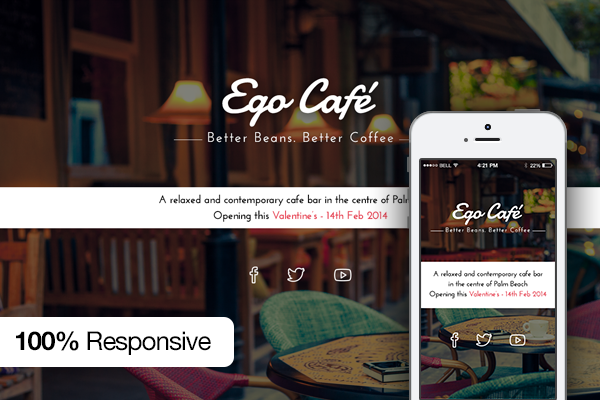 Ego Café
Better Beans. Better Coffee
A relaxed and contemporary cafe bar in the centre of Palm
Opening this Valentine's - 14th Feb 2014
100% Responsive
BELL 4:21 PM 22%
Ego Café
Better Beans. Better Coffee
A relaxed and contemporary cafe bar
in the centre of Palm Beach
Opening this Valentine's - 14th Feb 2014